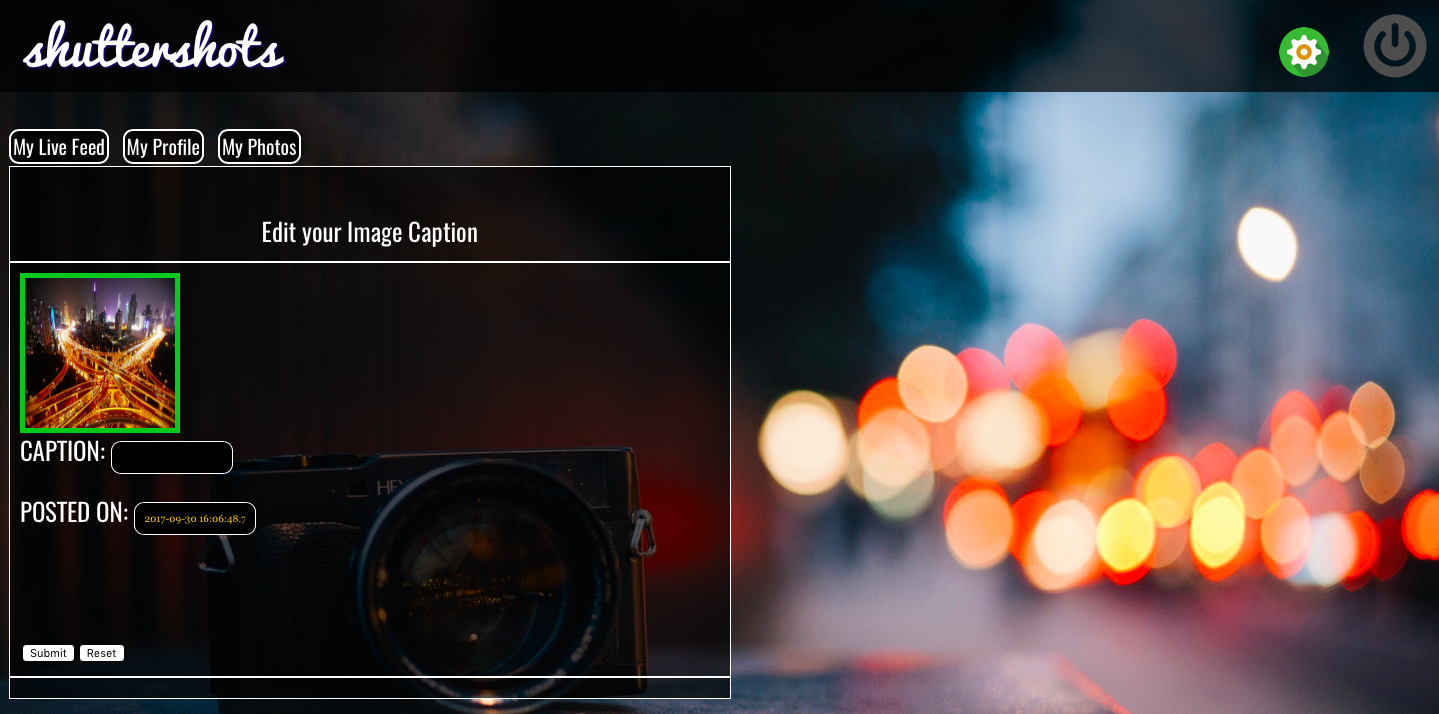 shuttershots
My Live Feed My Profile My Photos
Edit your Image Caption
CAPTION:
POSTED ON: 2017-09-30 16:06:48.7
Submit Reset